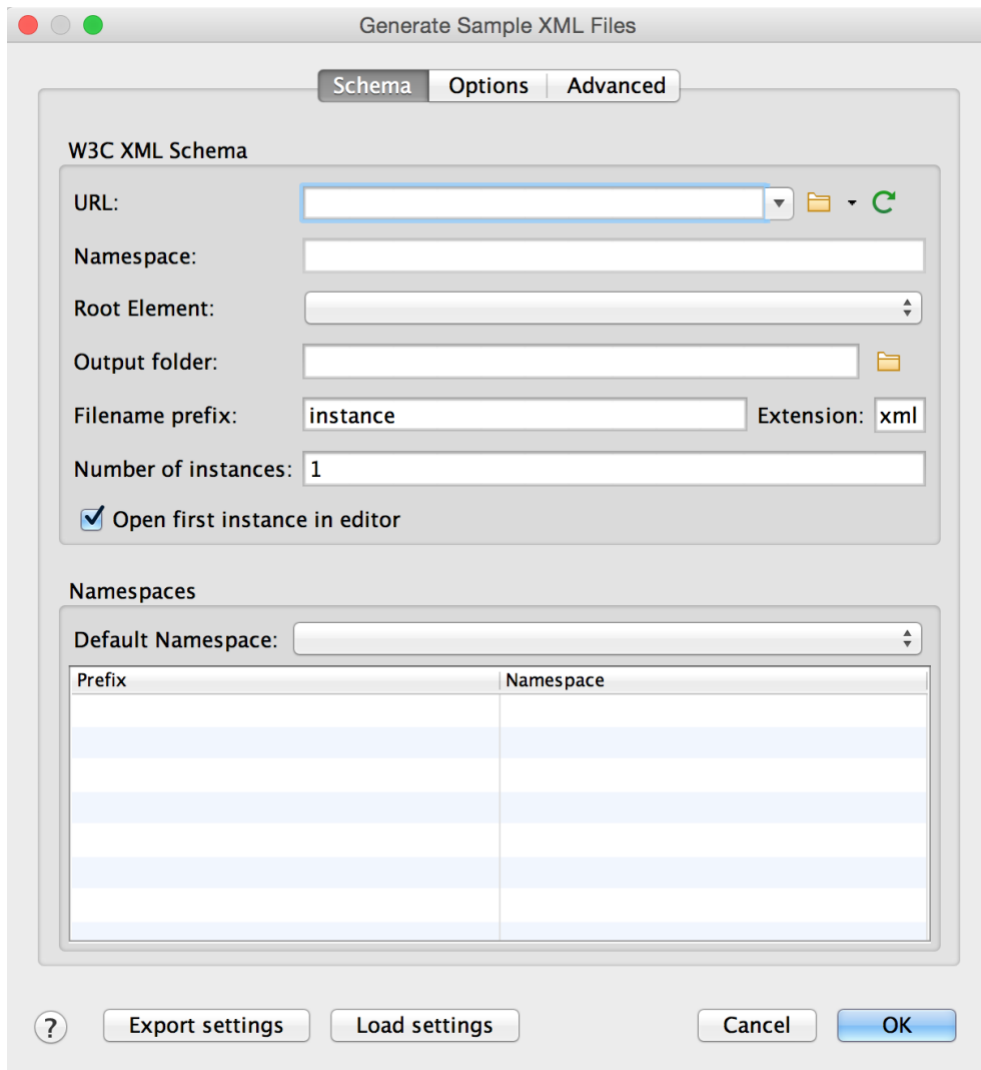 Generate Sample XML Files
Schema Options Advanced
W3C XML Schema
URL:
Namespace:
Root Element:
Output folder:
Filename prefix: instance Extension: xml
Number of instances: 1
Open first instance in editor
Namespaces
Default Namespace:
Prefix Namespace
? Export settings Load settings Cancel OK